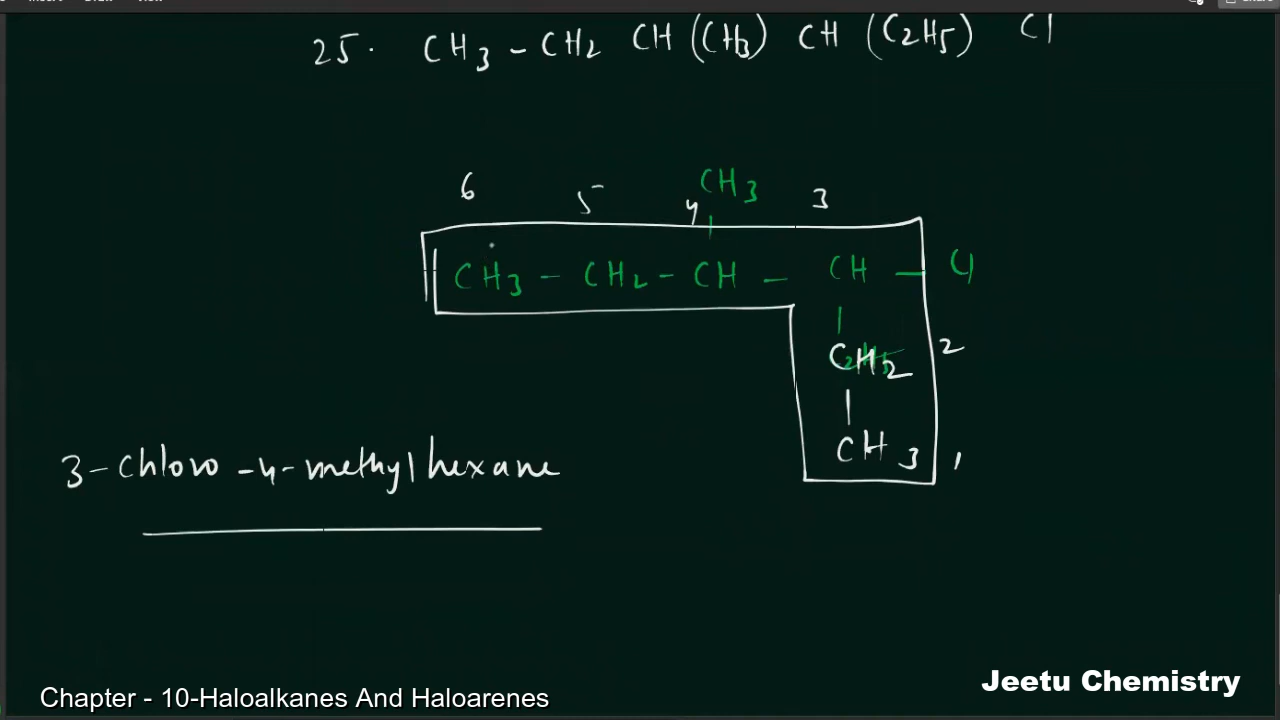 25. CH3 - CH2 CH (CH3) CH (C2H5) Cl
CH3
6 5 4 3
CH3 - CH2 - CH - CH - Cl
CH2 2
CH3 1
3-chloro-4-methylhexane
Chapter - 10-Haloalkanes And Haloarenes
Jeetu Chemistry